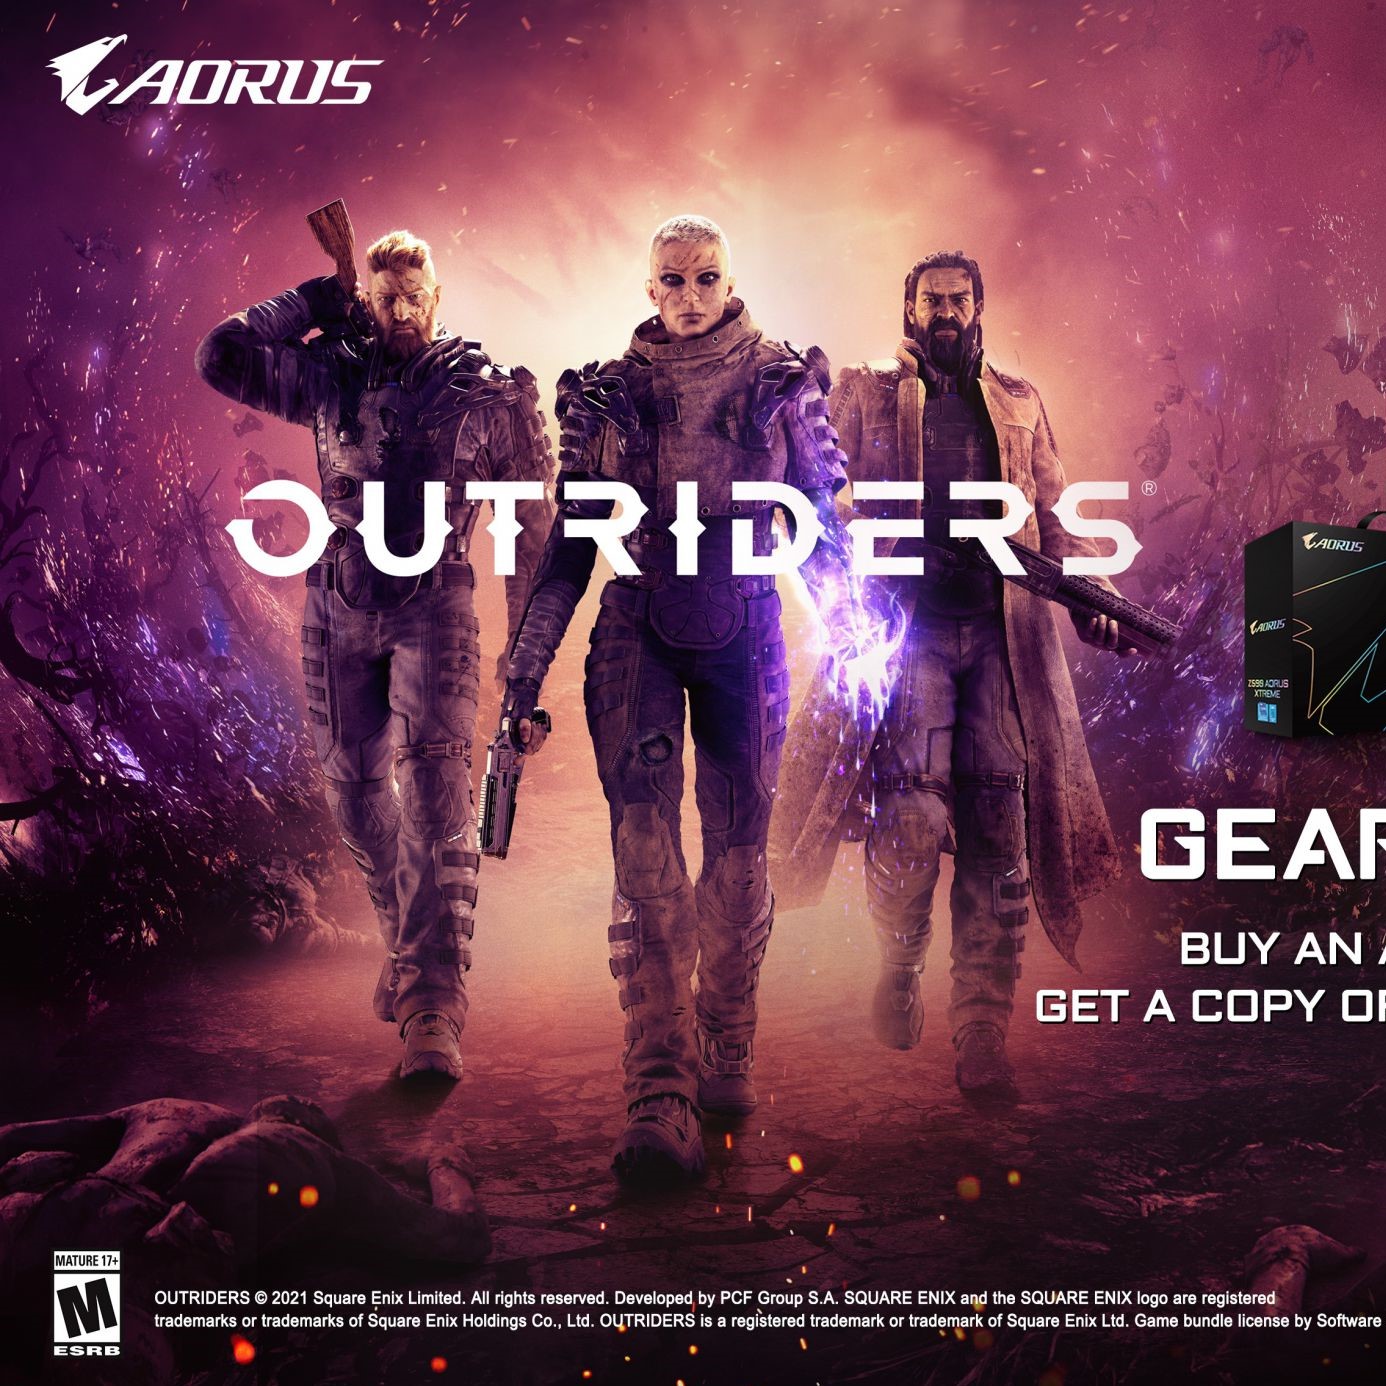 AORUS
OUTRIDERS®
AORUS
AORUS
Z590 AORUS
XTREME
GEAR
BUY AN
GET A COPY OF
MATURE 17+
M
ESRB
OUTRIDERS © 2021 Square Enix Limited. All rights reserved. Developed by PCF Group S.A. SQUARE ENIX and the SQUARE ENIX logo are registered
trademarks or trademarks of Square Enix Holdings Co., Ltd. OUTRIDERS is a registered trademark or trademark of Square Enix Ltd. Game bundle license by Software